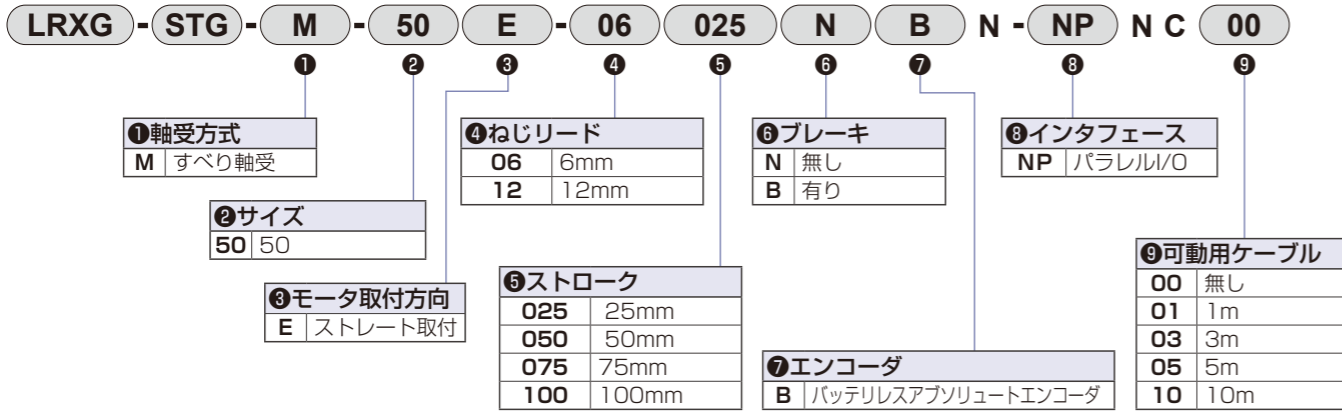 LRXG - STG - M - 50 E - 06 025 N B N - NP N C 00
❶ ❷ ❸ ❹ ❺ ❻ ❼ ❽ ❾
❶軸受方式
M すべり軸受
❷サイズ
50 50
❸モータ取付方向
E ストレート取付
❹ねじリード
06 6mm
12 12mm
❺ストローク
025 25mm
050 50mm
075 75mm
100 100mm
❻ブレーキ
N 無し
B 有り
❼エンコーダ
B バッテリレスアブソリュートエンコーダ
❽インタフェース
NP パラレルI/O
❾可動用ケーブル
00 無し
01 1m
03 3m
05 5m
10 10m